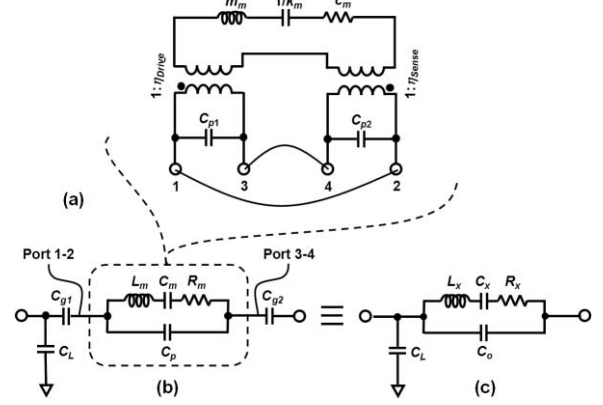 m_m 1/k_m c_m
1:η_Drive
1:η_Sense
C_p1 C_p2
1 3 4 2
(a)
Port 1-2 Port 3-4
C_g1 L_m C_m R_m C_g2 L_x C_x R_x
C_L C_p C_L C_o
(b) (c)